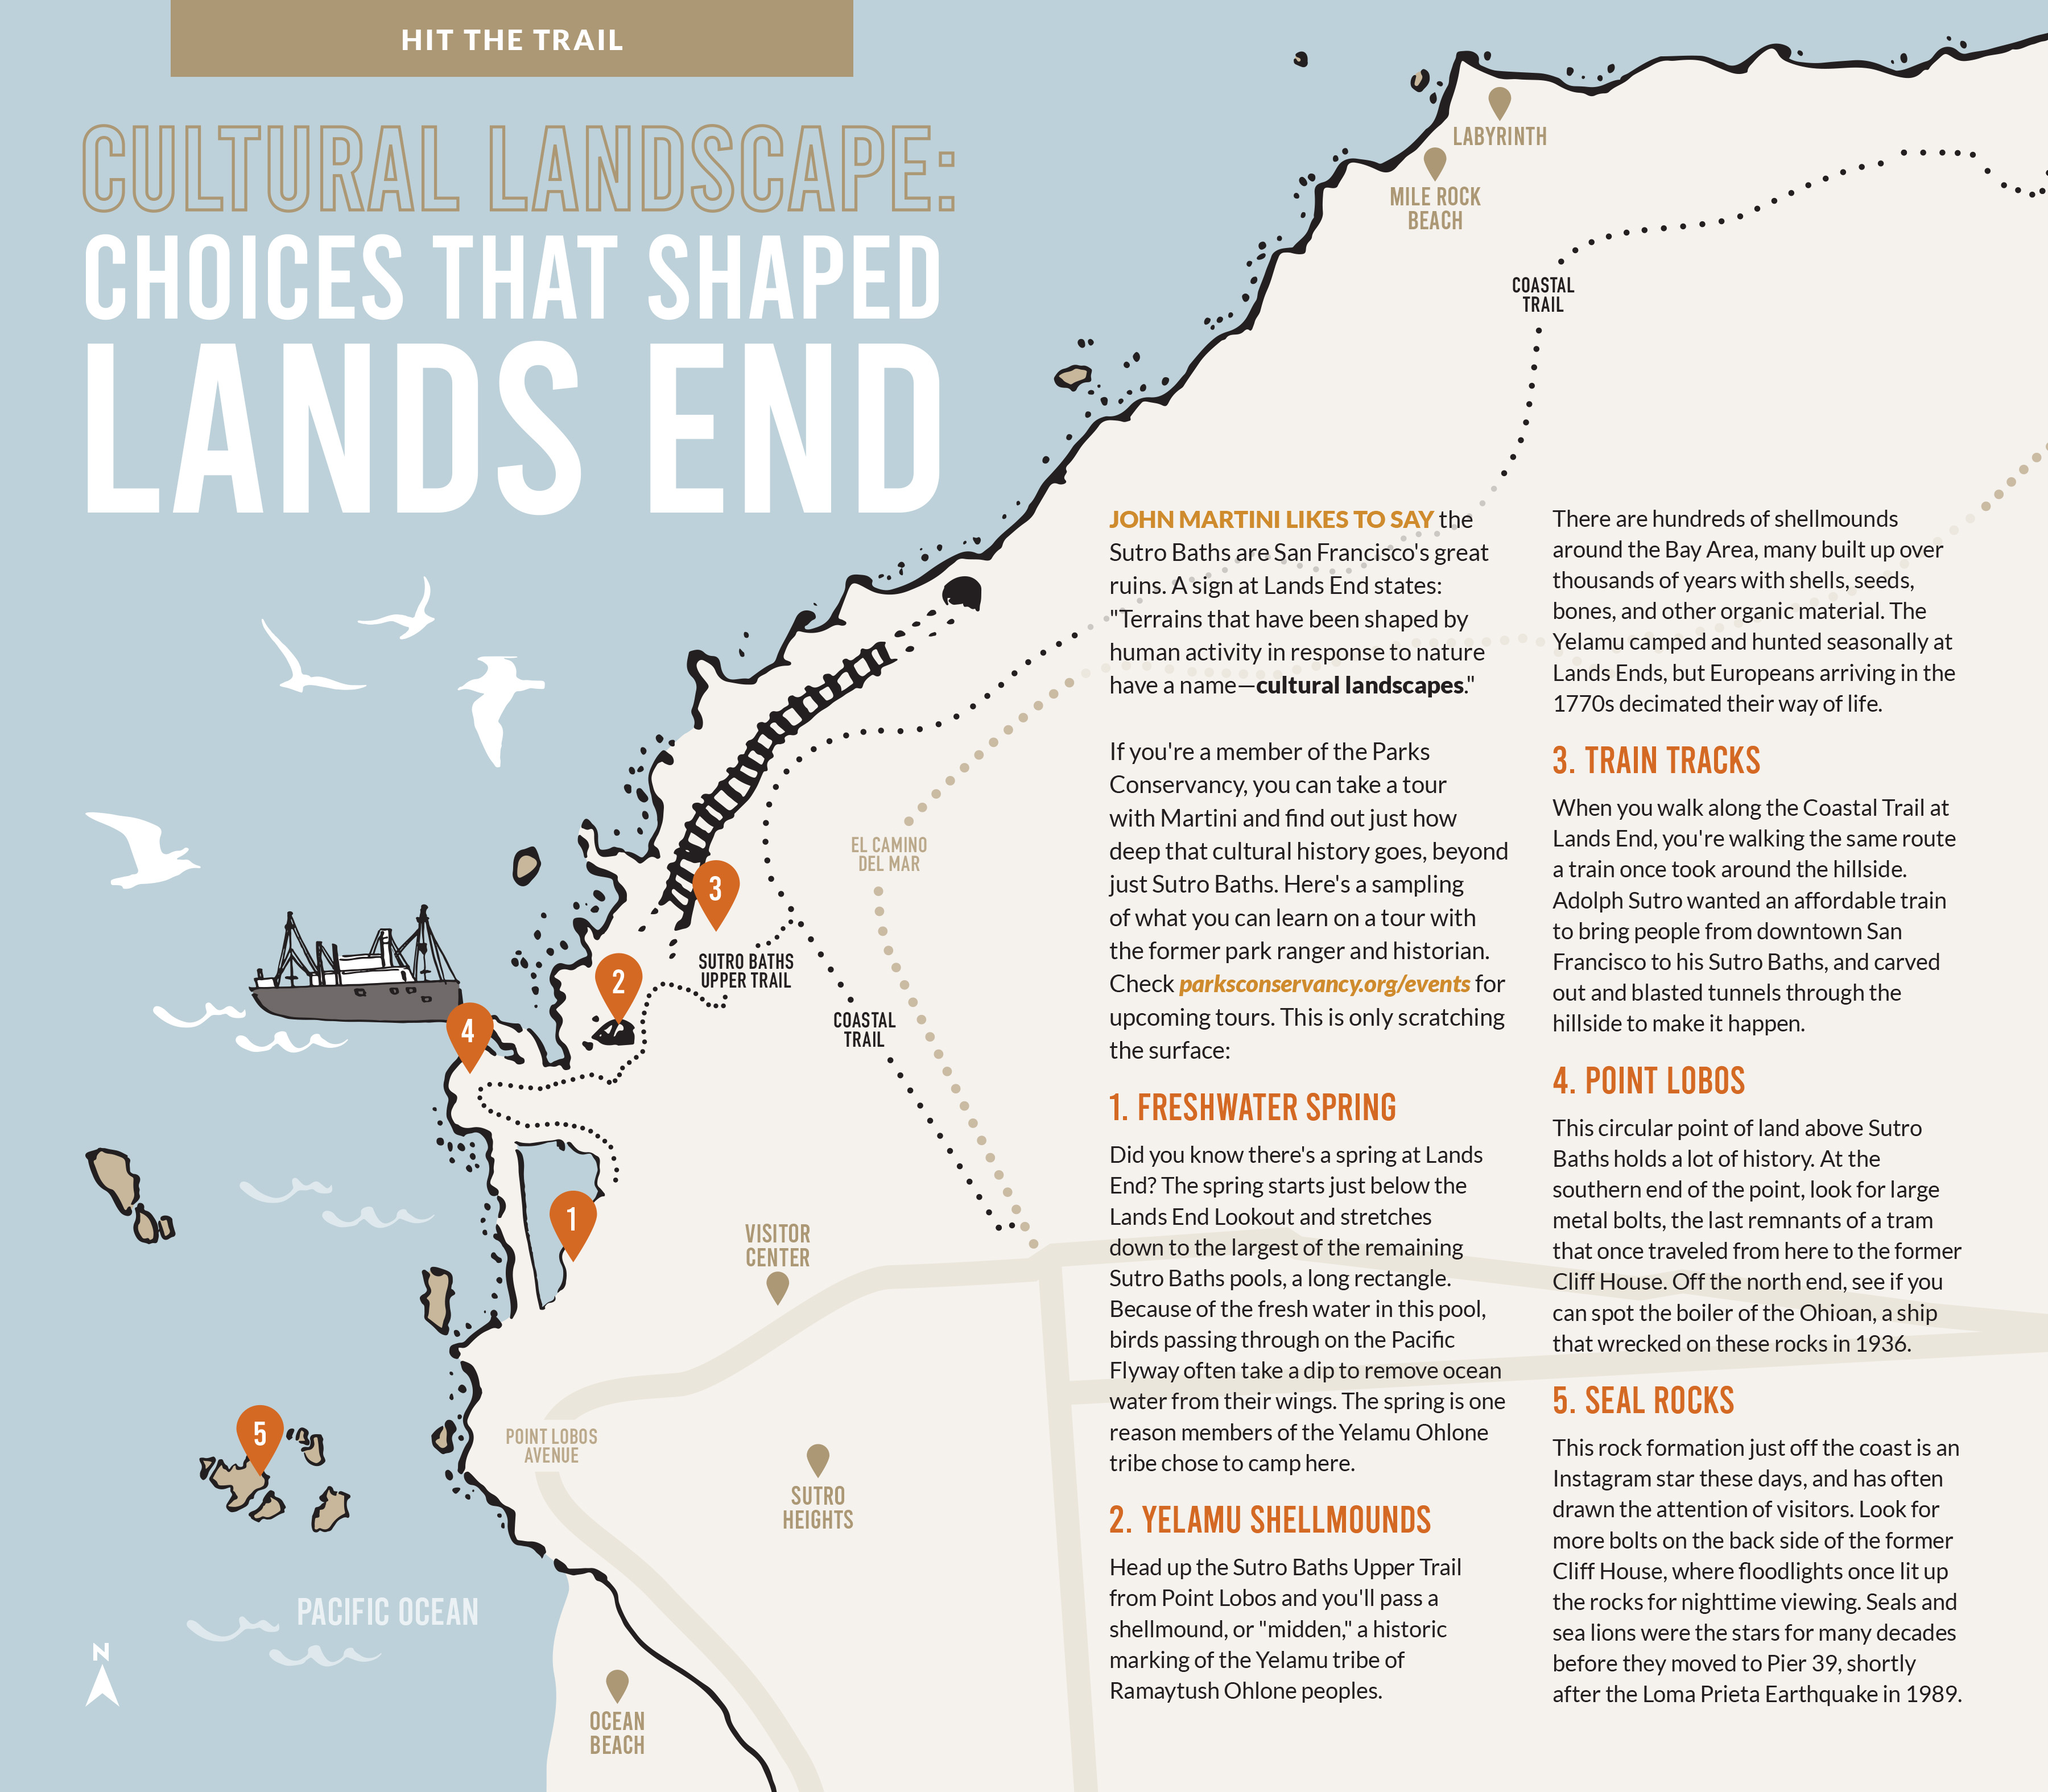 HIT THE TRAIL
CULTURAL LANDSCAPE:
CHOICES THAT SHAPED
LANDS END
LABYRINTH
MILE ROCK
BEACH
COASTAL
TRAIL
EL CAMINO
DEL MAR
3
SUTRO BATHS
UPPER TRAIL
2
COASTAL
TRAIL
4
1
VISITOR
CENTER
5
POINT LOBOS
AVENUE
SUTRO
HEIGHTS
PACIFIC OCEAN
N
OCEAN
BEACH
JOHN MARTINI LIKES TO SAY the
Sutro Baths are San Francisco's great
ruins. A sign at Lands End states:
"Terrains that have been shaped by
human activity in response to nature
have a name—cultural landscapes."
If you're a member of the Parks
Conservancy, you can take a tour
with Martini and find out just how
deep that cultural history goes, beyond
just Sutro Baths. Here's a sampling
of what you can learn on a tour with
the former park ranger and historian.
Check parksconservancy.org/events for
upcoming tours. This is only scratching
the surface:
1. FRESHWATER SPRING
Did you know there's a spring at Lands
End? The spring starts just below the
Lands End Lookout and stretches
down to the largest of the remaining
Sutro Baths pools, a long rectangle.
Because of the fresh water in this pool,
birds passing through on the Pacific
Flyway often take a dip to remove ocean
water from their wings. The spring is one
reason members of the Yelamu Ohlone
tribe chose to camp here.
2. YELAMU SHELLMOUNDS
Head up the Sutro Baths Upper Trail
from Point Lobos and you'll pass a
shellmound, or "midden," a historic
marking of the Yelamu tribe of
Ramaytush Ohlone peoples.
There are hundreds of shellmounds
around the Bay Area, many built up over
thousands of years with shells, seeds,
bones, and other organic material. The
Yelamu camped and hunted seasonally at
Lands Ends, but Europeans arriving in the
1770s decimated their way of life.
3. TRAIN TRACKS
When you walk along the Coastal Trail at
Lands End, you're walking the same route
a train once took around the hillside.
Adolph Sutro wanted an affordable train
to bring people from downtown San
Francisco to his Sutro Baths, and carved
out and blasted tunnels through the
hillside to make it happen.
4. POINT LOBOS
This circular point of land above Sutro
Baths holds a lot of history. At the
southern end of the point, look for large
metal bolts, the last remnants of a tram
that once traveled from here to the former
Cliff House. Off the north end, see if you
can spot the boiler of the Ohioan, a ship
that wrecked on these rocks in 1936.
5. SEAL ROCKS
This rock formation just off the coast is an
Instagram star these days, and has often
drawn the attention of visitors. Look for
more bolts on the back side of the former
Cliff House, where floodlights once lit up
the rocks for nighttime viewing. Seals and
sea lions were the stars for many decades
before they moved to Pier 39, shortly
after the Loma Prieta Earthquake in 1989.